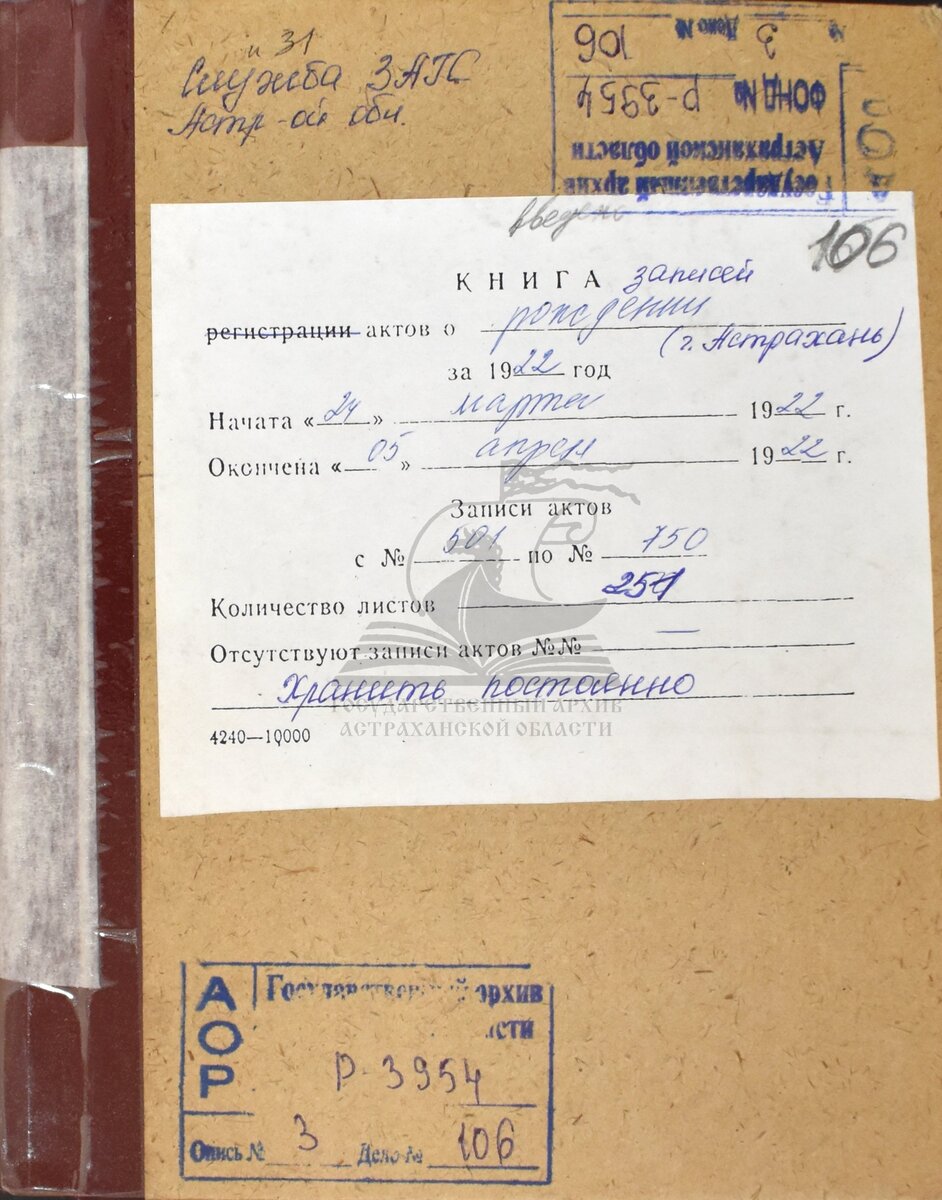 и 31
Служба ЗАГС
Астр-ой обл.
Государственный архив
Астраханской области
ФОНД № Р-3954
3 Дело № 106
введено
106
КНИГА записей
регистрации актов о рождении
(г. Астрахань)
за 1922 год
Начата «24» марта 1922 г.
Окончена «05» апрел 1922 г.
Записи актов
с № 501 по № 750
Количество листов 251
Отсутствуют записи актов №№ —
Хранить постоянно
ГОСУДАРСТВЕННЫЙ АРХИВ
АСТРАХАНСКОЙ ОБЛАСТИ
4240—10000
АОР
Государственный архив
Р-3954
Опись № 3 Дело № 106